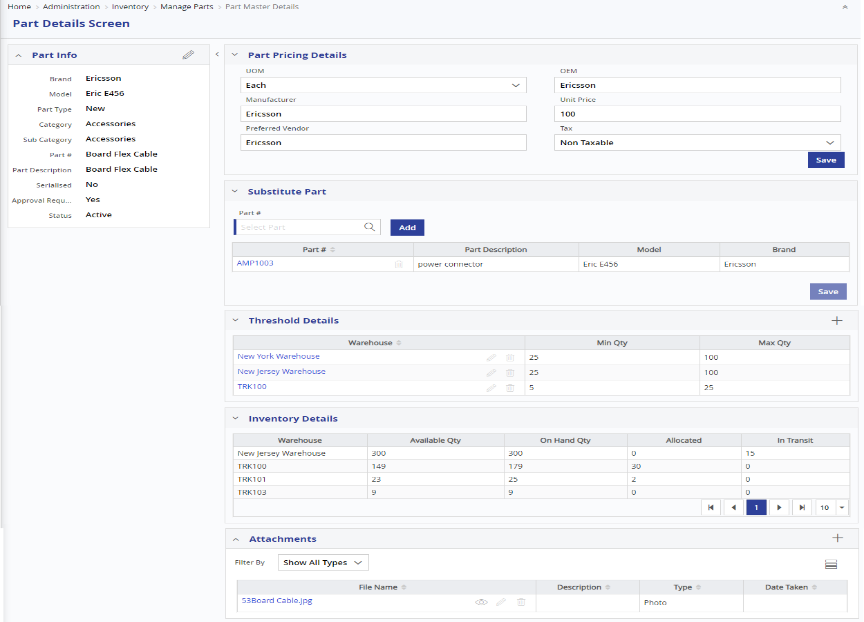 Home > Administration > Inventory > Manage Parts > Part Master Details
Part Details Screen
Part Info
Brand Ericsson
Model Eric E456
Part Type New
Category Accessories
Sub Category Accessories
Part # Board Flex Cable
Part Description Board Flex Cable
Serialised No
Approval Requ... Yes
Status Active
Part Pricing Details
UOM OEM
Each Ericsson
Manufacturer Unit Price
Ericsson 100
Preferred Vendor Tax
Ericsson Non Taxable
Save
Substitute Part
Part #
Select Part Add
Part # Part Description Model Brand
AMP1003 power connector Eric E456 Ericsson
Save
Threshold Details
Warehouse Min Qty Max Qty
New York Warehouse 25 100
New Jersey Warehouse 25 100
TRK100 5 25
Inventory Details
Warehouse Available Qty On Hand Qty Allocated In Transit
New Jersey Warehouse 300 300 0 15
TRK100 149 179 30 0
TRK101 23 25 2 0
TRK103 9 9 0 0
1 10
Attachments
Filter By Show All Types
File Name Description Type Date Taken
53Board Cable.jpg Photo